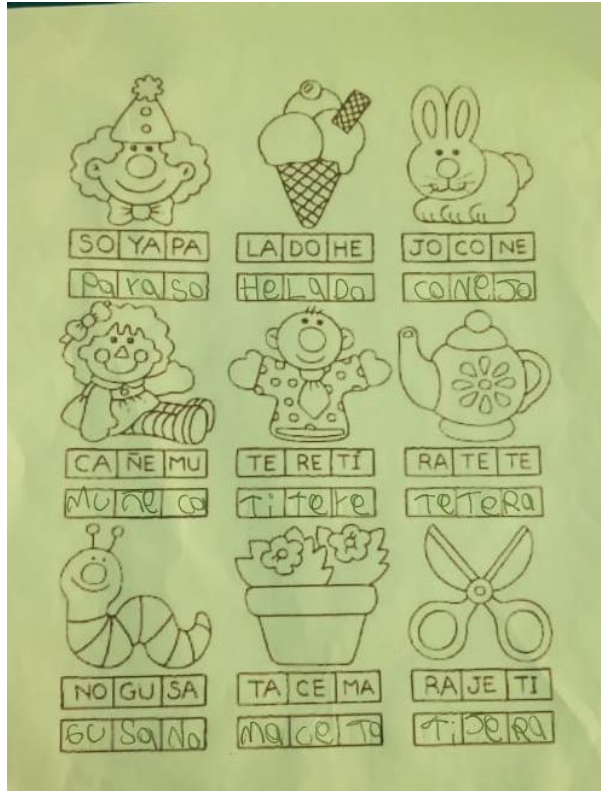 SO YA PA LA DO HE JO CO NE
Pa ya so He La Do co Ne Jo
CA ÑE MU TE RE TÍ RA TE TE
Mu ñe ca Ti te re Te Te Ra
NO GU SA TA CE MA RA JE TI
GU Sa No ma ce Ta Ti Je Ra